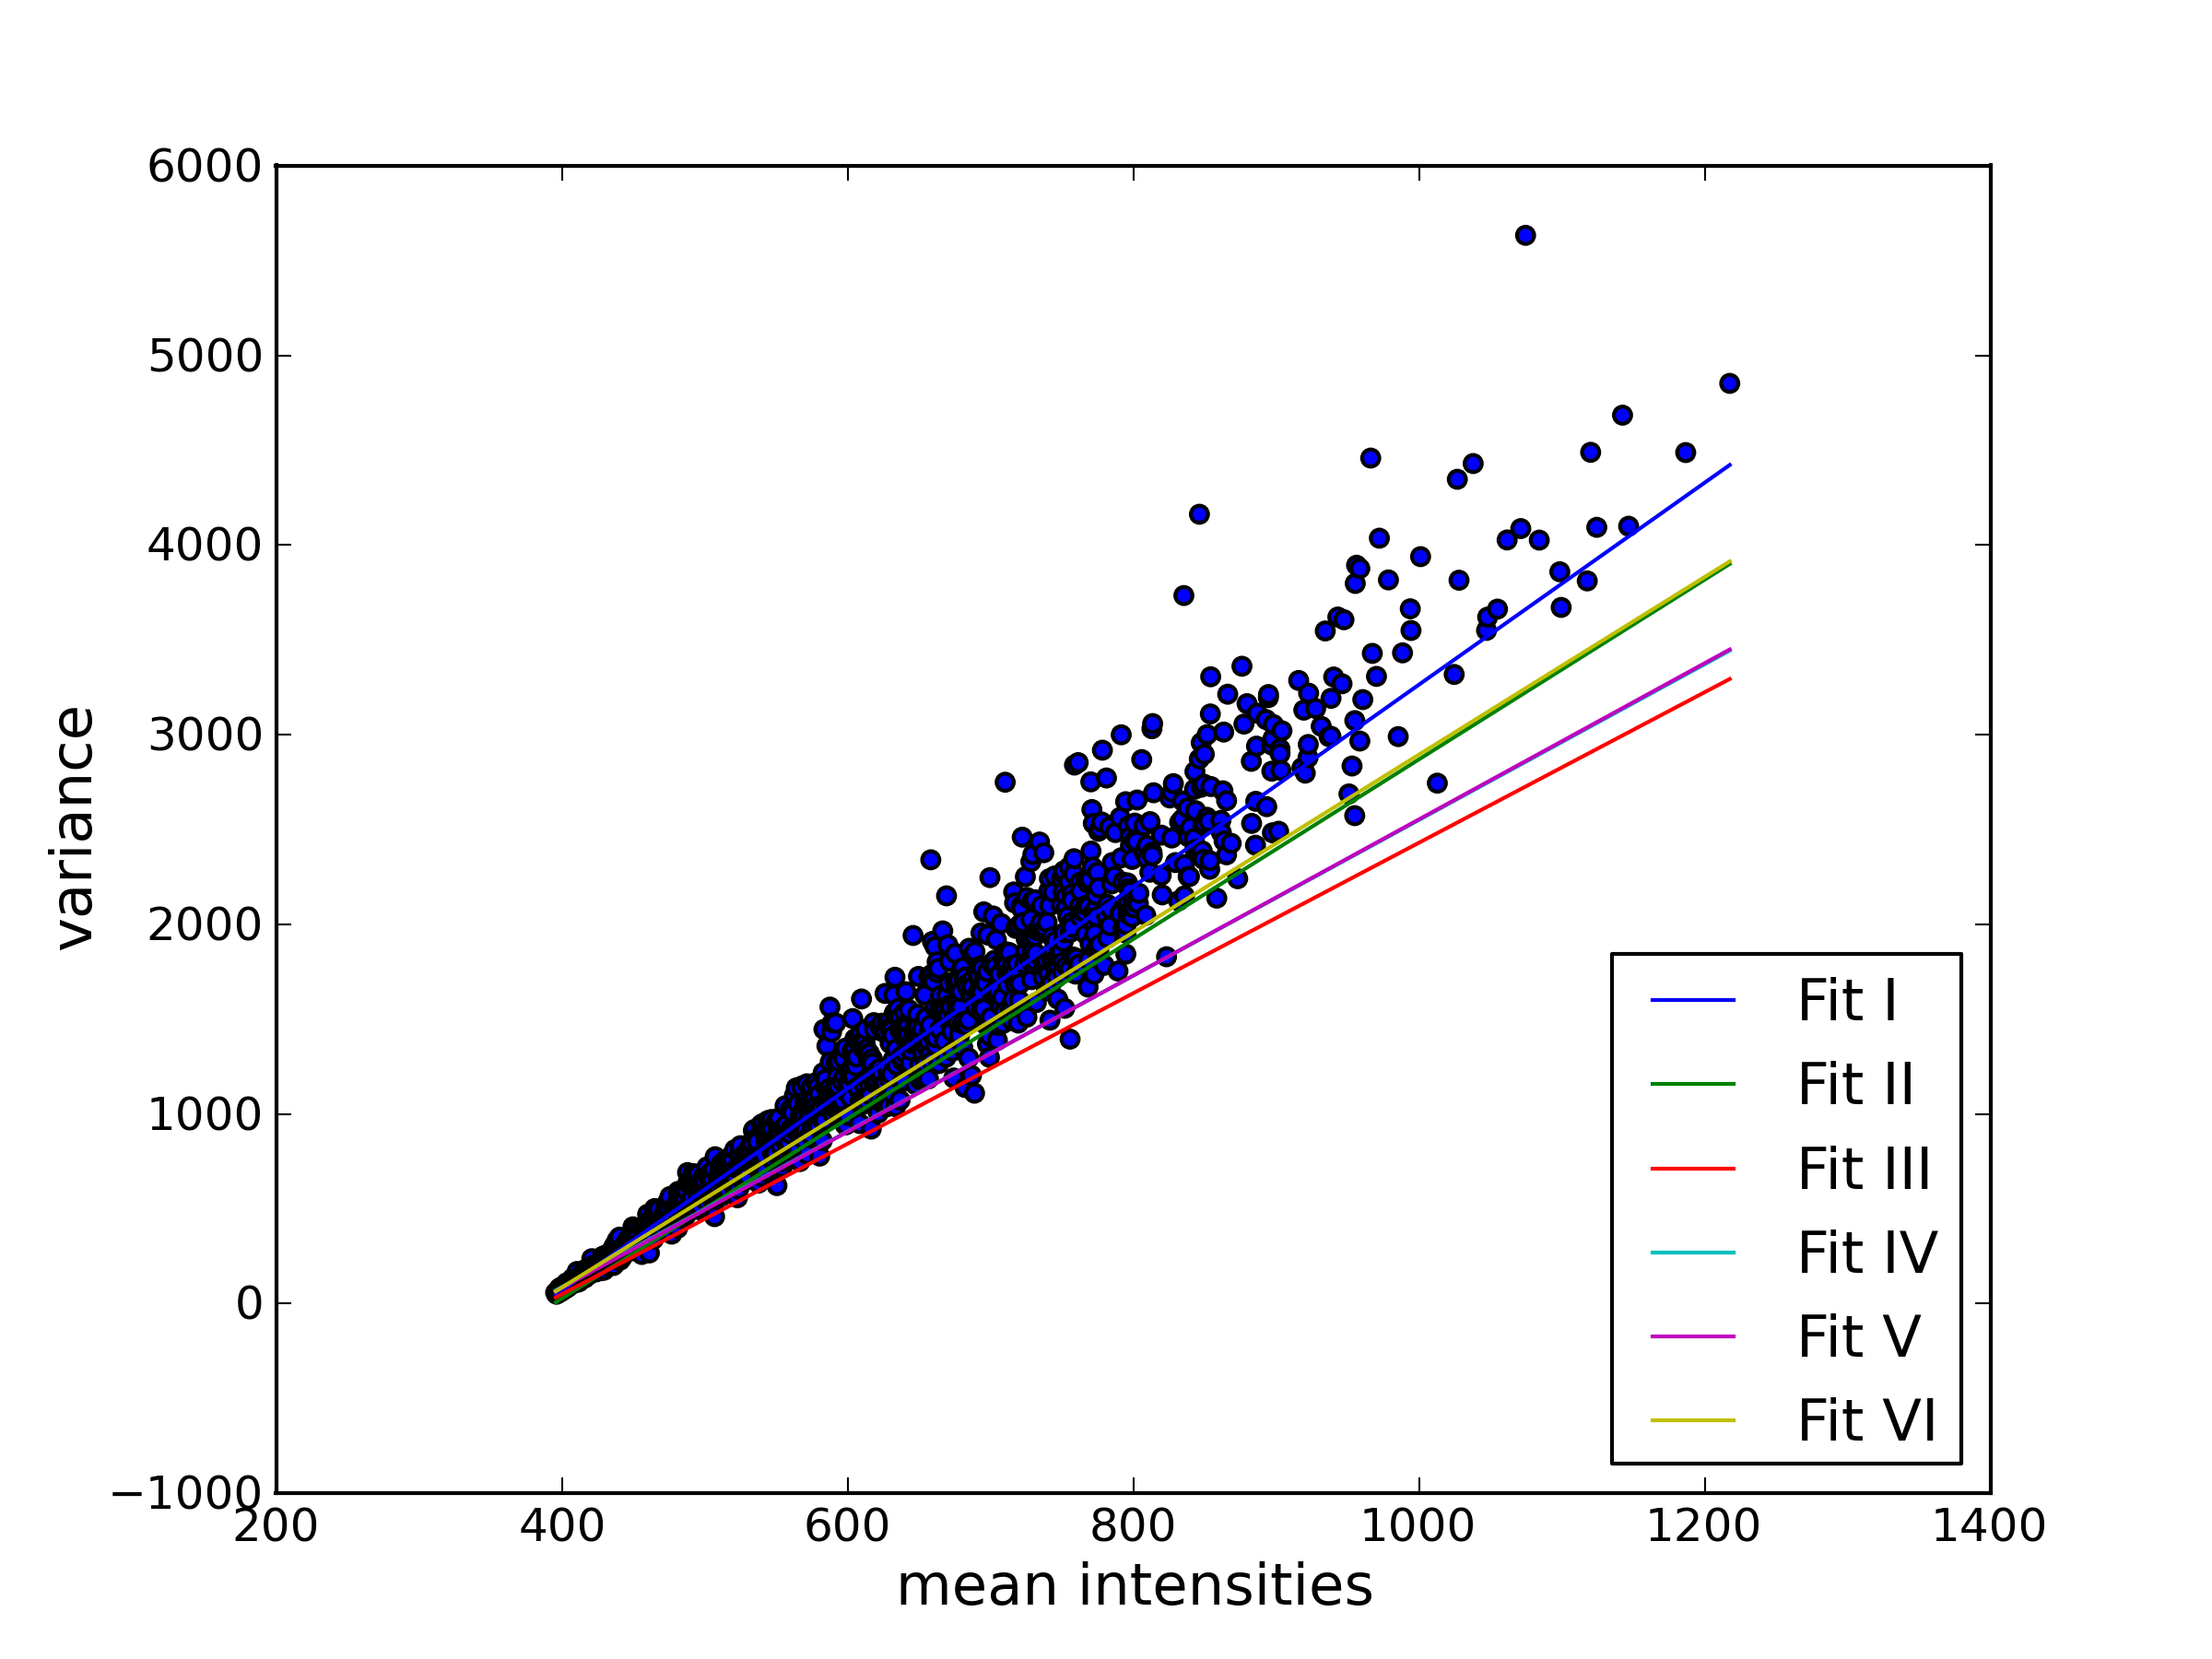 6000
5000
4000
3000
2000
1000
0
−1000
200 400 600 800 1000 1200 1400
mean intensities
variance
Fit I
Fit II
Fit III
Fit IV
Fit V
Fit VI